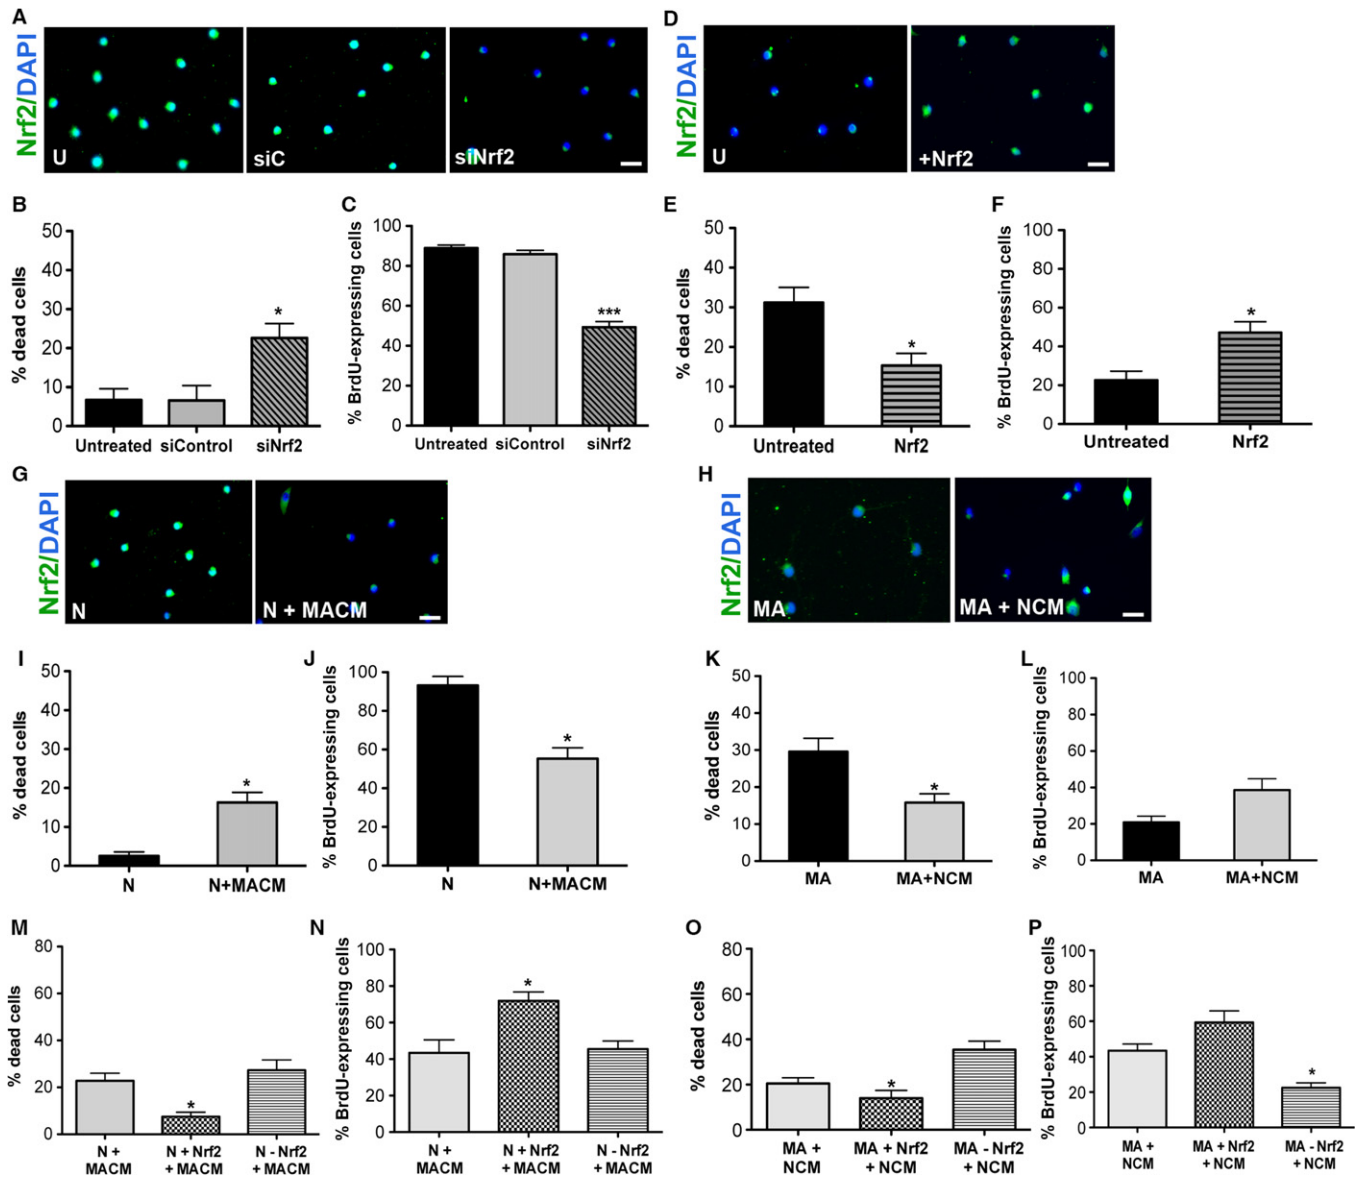 A
Nrf2/DAPI
U
siC
siNrf2
D
Nrf2/DAPI
U
+Nrf2
B
% dead cells
50
40
30
20
10
0
*
Untreated siControl siNrf2
C
% BrdU-expressing cells
100
80
60
40
20
0
***
Untreated siControl siNrf2
E
% dead cells
50
40
30
20
10
0
*
Untreated Nrf2
F
% BrdU-expressing cells
100
80
60
40
20
0
*
Untreated Nrf2
G
Nrf2/DAPI
N
N + MACM
H
Nrf2/DAPI
MA
MA + NCM
I
% dead cells
50
40
30
20
10
0
*
N N+MACM
J
% BrdU-expressing cells
100
80
60
40
20
0
*
N N+MACM
K
% dead cells
50
40
30
20
10
0
*
MA MA+NCM
L
% BrdU-expressing cells
100
80
60
40
20
0
MA MA+NCM
M
% dead cells
80
60
40
20
0
*
N + N + Nrf2 N - Nrf2
MACM + MACM + MACM
N
% BrdU-expressing cells
100
80
60
40
20
0
*
N + N + Nrf2 N - Nrf2
MACM + MACM + MACM
O
% dead cells
80
60
40
20
0
*
MA + MA + Nrf2 MA - Nrf2
NCM + NCM + NCM
P
% BrdU-expressing cells
100
80
60
40
20
0
*
MA + MA + Nrf2 MA - Nrf2
NCM + NCM + NCM